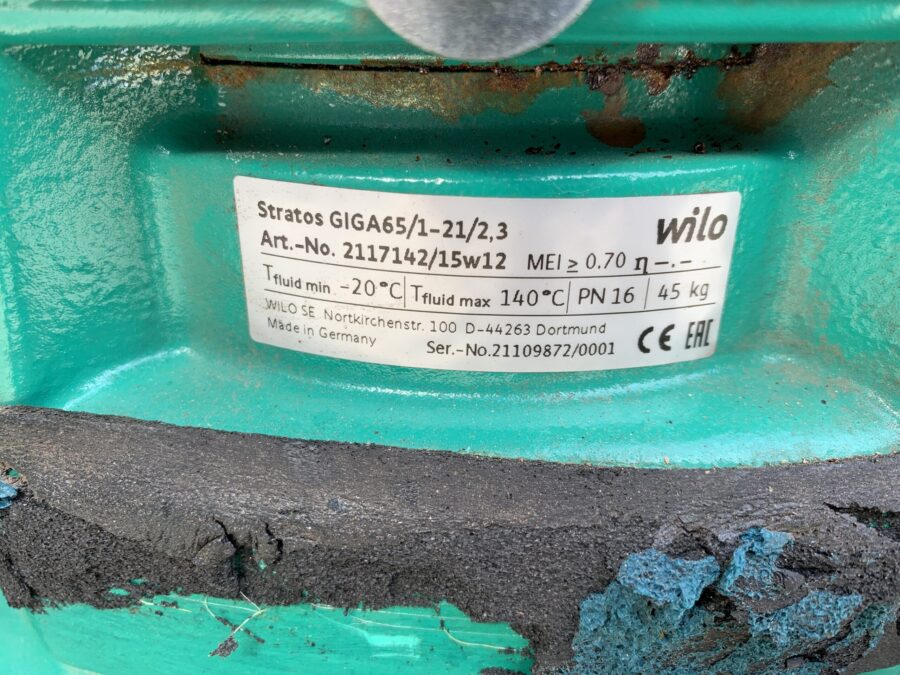 Stratos GIGA65/1-21/2,3
wilo
Art.-No. 2117142/15w12 MEI ≥ 0.70 η -.-
Tfluid min -20°C Tfluid max 140°C PN 16 45 kg
WILO SE Nortkirchenstr. 100 D-44263 Dortmund
Made in Germany Ser.-No.21109872/0001 CE EAC